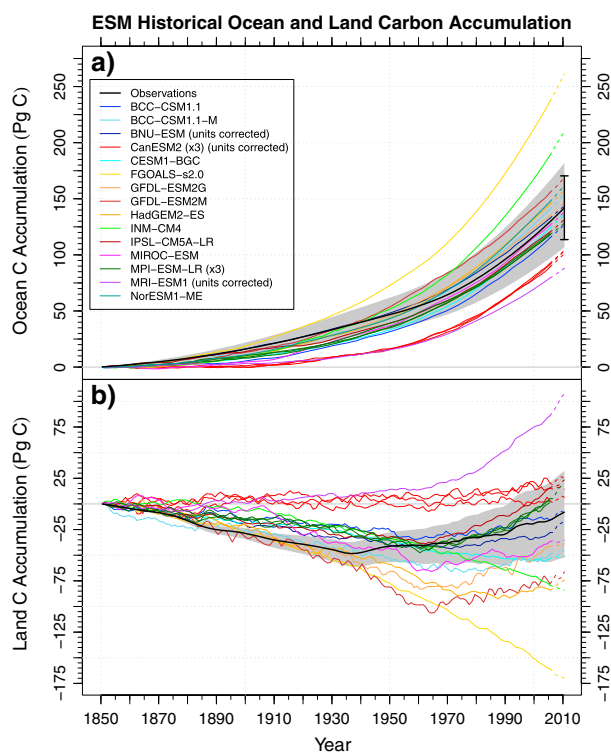 ESM Historical Ocean and Land Carbon Accumulation
a)
Observations
BCC−CSM1.1
BCC−CSM1.1−M
BNU−ESM (units corrected)
CanESM2 (x3) (units corrected)
CESM1−BGC
FGOALS−s2.0
GFDL−ESM2G
GFDL−ESM2M
HadGEM2−ES
INM−CM4
IPSL−CM5A−LR
MIROC−ESM
MPI−ESM−LR (x3)
MRI−ESM1 (units corrected)
NorESM1−ME
Ocean C Accumulation (Pg C)
250
200
150
100
50
0
250
200
150
100
50
0
b)
Land C Accumulation (Pg C)
75
25
−25
−75
−125
−175
75
25
−25
−75
−125
−175
1850 1870 1890 1910 1930 1950 1970 1990 2010
Year